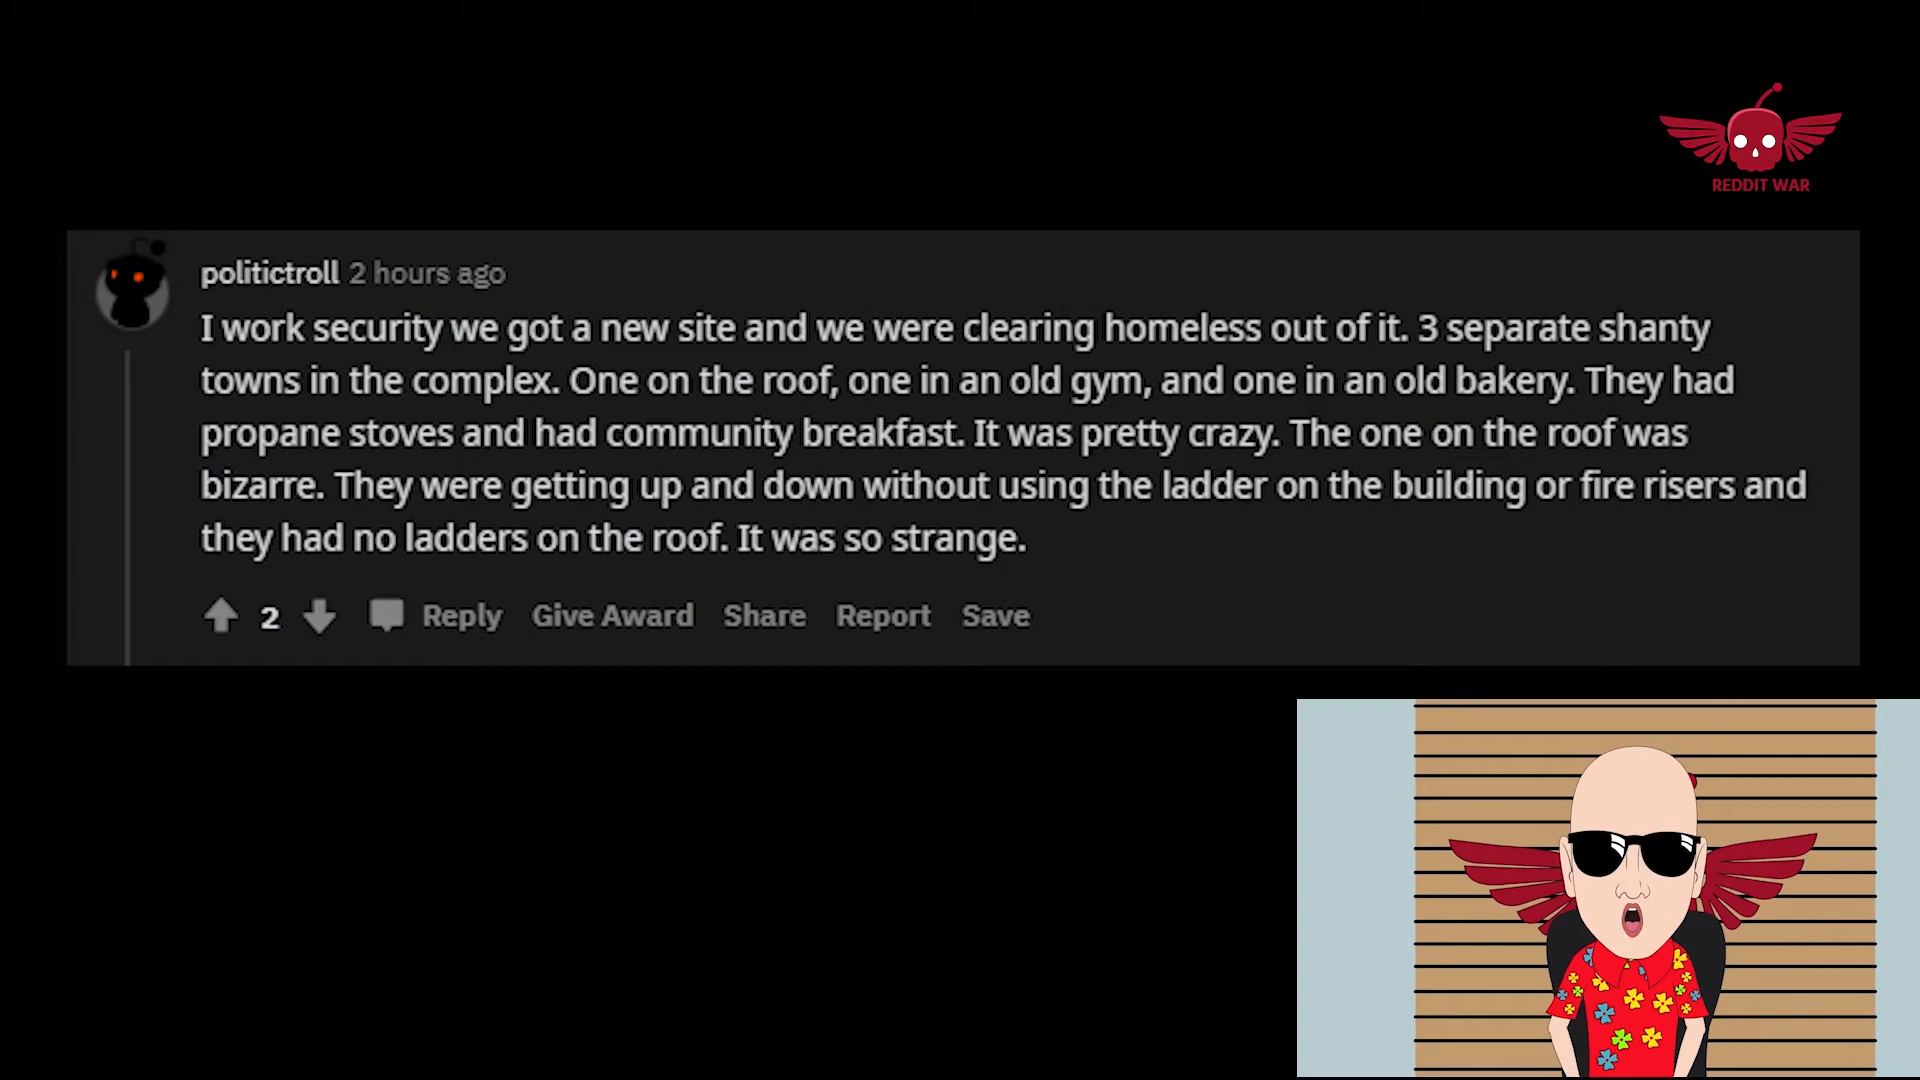 REDDIT WAR
politictroll 2 hours ago
I work security we got a new site and we were clearing homeless out of it. 3 separate shanty
towns in the complex. One on the roof, one in an old gym, and one in an old bakery. They had
propane stoves and had community breakfast. It was pretty crazy. The one on the roof was
bizarre. They were getting up and down without using the ladder on the building or fire risers and
they had no ladders on the roof. It was so strange.
2 Reply Give Award Share Report Save